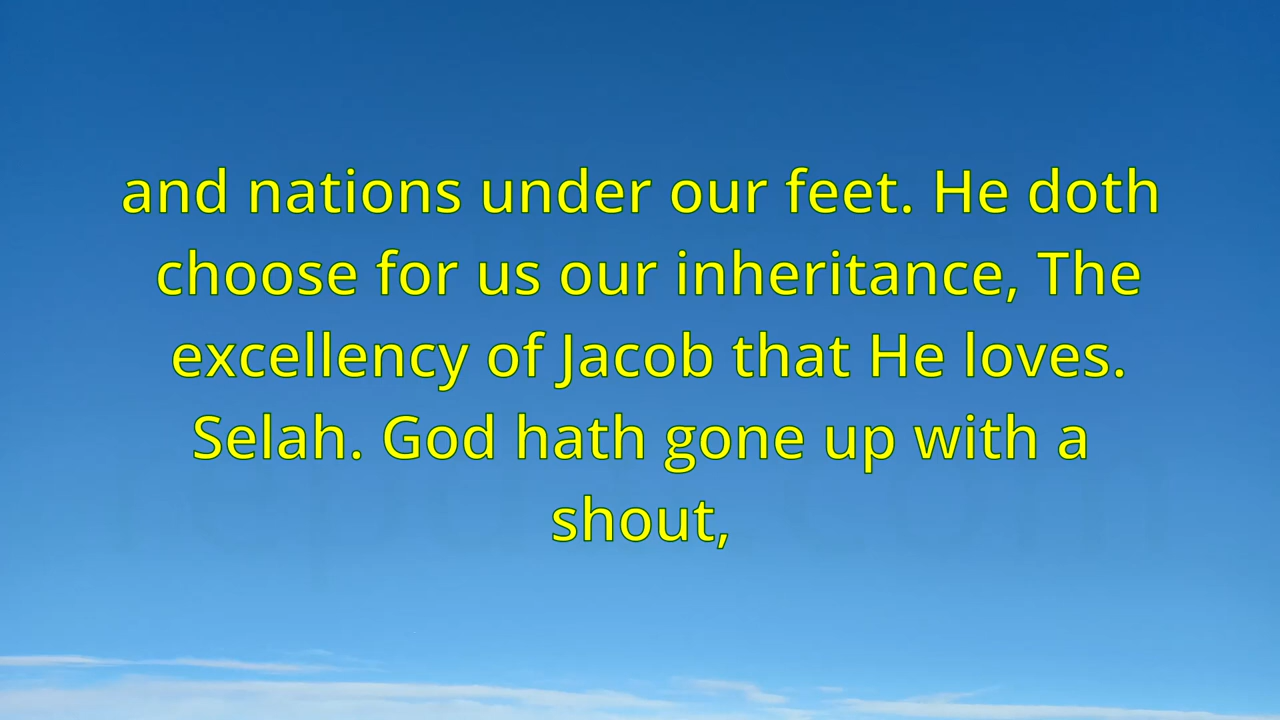 and nations under our feet. He doth
choose for us our inheritance, The
excellency of Jacob that He loves.
Selah. God hath gone up with a
shout,